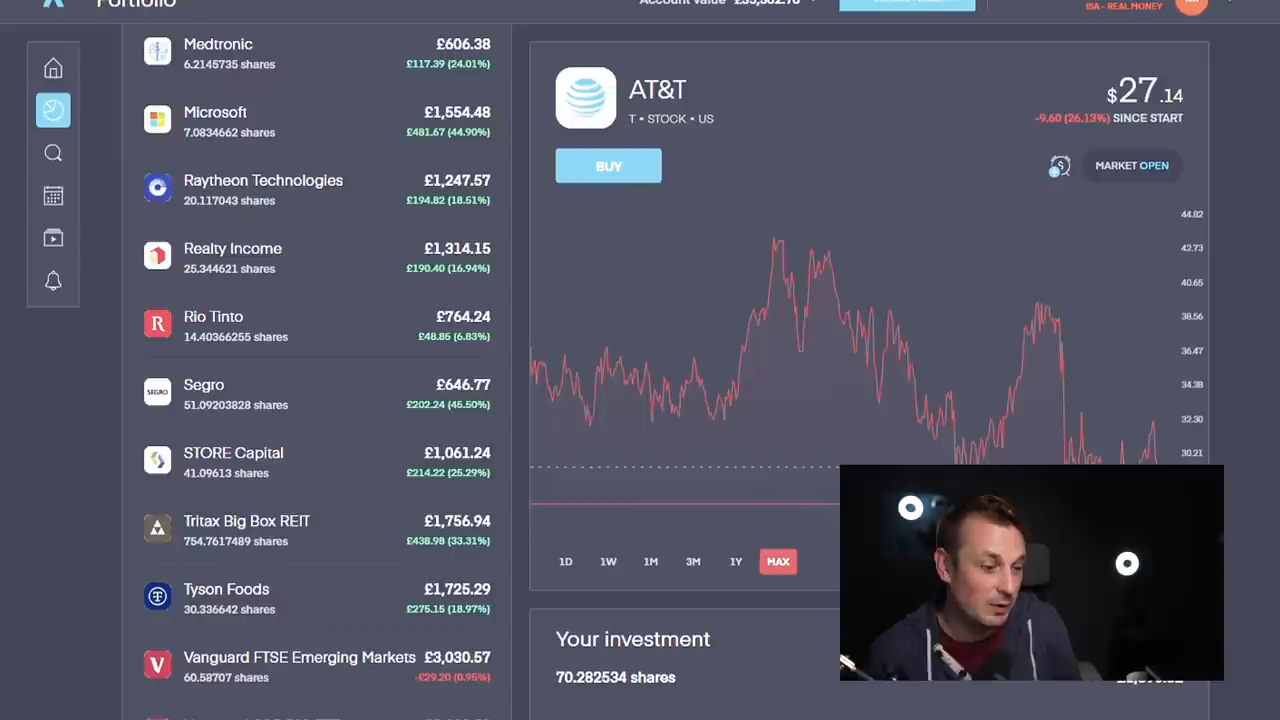 Portfolio
Account value
ISA - REAL MONEY
Medtronic £606.38
6.2145735 shares £117.39 (24.01%)
Microsoft £1,554.48
7.0834662 shares £481.67 (44.90%)
Raytheon Technologies £1,247.57
20.117043 shares £194.82 (18.51%)
Realty Income £1,314.15
25.344621 shares £190.40 (16.94%)
Rio Tinto £764.24
14.40366255 shares £48.85 (6.83%)
SEGRO
Segro £646.77
51.09203828 shares £202.24 (45.50%)
STORE Capital £1,061.24
41.09613 shares £214.22 (25.29%)
Tritax Big Box REIT £1,756.94
754.7617489 shares £438.98 (33.31%)
Tyson Foods £1,725.29
30.336642 shares £275.15 (18.97%)
Vanguard FTSE Emerging Markets £3,030.57
60.58707 shares -£29.20 (0.95%)
AT&T
$27.14
T • STOCK • US
-9.60 (26.13%) SINCE START
BUY
MARKET OPEN
44.82
42.73
40.65
38.56
36.47
34.38
32.30
30.21
1D 1W 1M 3M 1Y MAX
Your investment
70.282534 shares